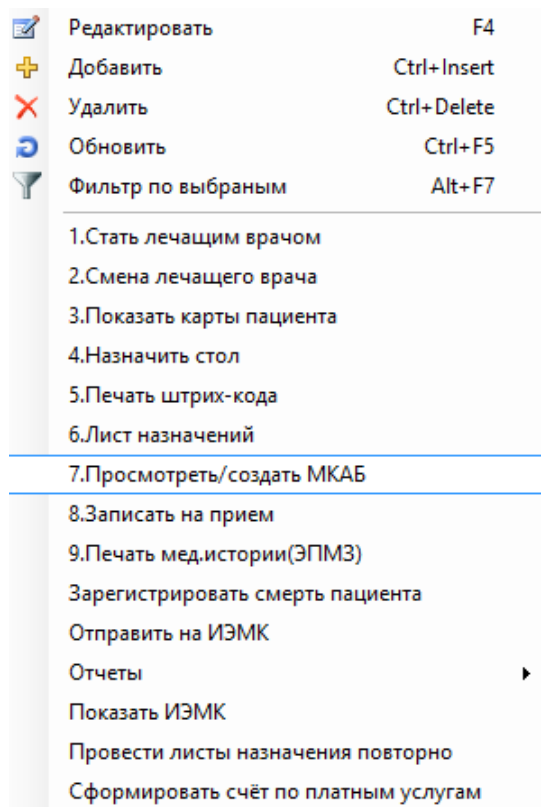 Редактировать F4
Добавить Ctrl+Insert
Удалить Ctrl+Delete
Обновить Ctrl+F5
Фильтр по выбраным Alt+F7
1.Стать лечащим врачом
2.Смена лечащего врача
3.Показать карты пациента
4.Назначить стол
5.Печать штрих-кода
6.Лист назначений
7.Просмотреть/создать МКАБ
8.Записать на прием
9.Печать мед.истории(ЭПМЗ)
Зарегистрировать смерть пациента
Отправить на ИЭМК
Отчеты
Показать ИЭМК
Провести листы назначения повторно
Сформировать счёт по платным услугам